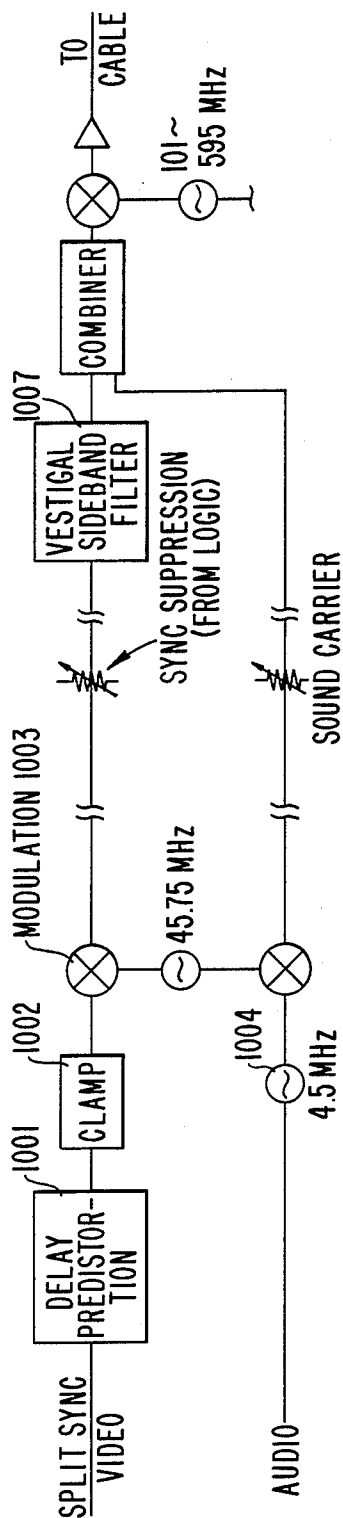 SPLIT SYNC
VIDEO
1001
DELAY
PREDISTOR-
TION
1002
CLAMP
MODULATION 1003
45.75 MHz
AUDIO
1004
4.5 MHz
SYNC SUPPRESSION
(FROM LOGIC)
SOUND CARRIER
1007
VESTIGAL
SIDEBAND
FILTER
COMBINER
101~
595 MHz
TO
CABLE